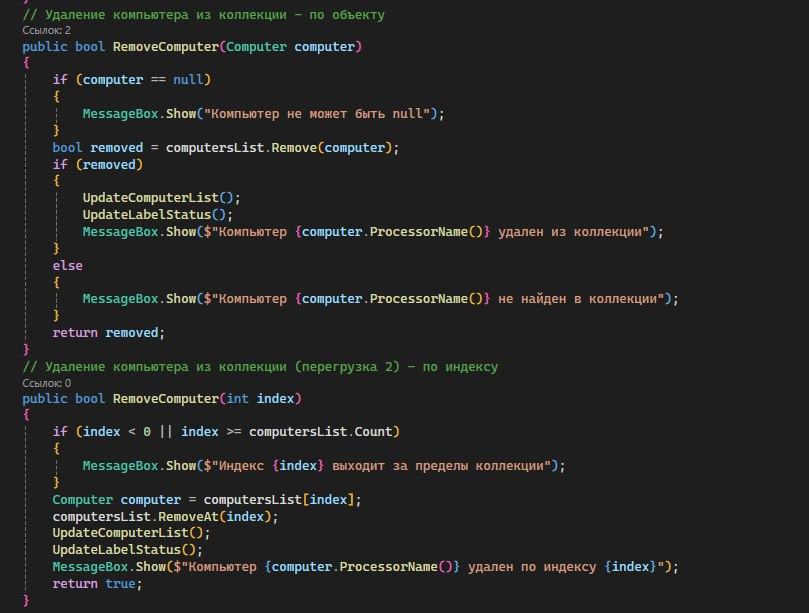 // Удаление компьютера из коллекции – по объекту
Ссылок: 2
public bool RemoveComputer(Computer computer)
{
if (computer == null)
{
MessageBox.Show("Компьютер не может быть null");
}
bool removed = computersList.Remove(computer);
if (removed)
{
UpdateComputerList();
UpdateLabelStatus();
MessageBox.Show($"Компьютер {computer.ProcessorName()} удален из коллекции");
}
else
{
MessageBox.Show($"Компьютер {computer.ProcessorName()} не найден в коллекции");
}
return removed;
}
// Удаление компьютера из коллекции (перегрузка 2) – по индексу
Ссылок: 0
public bool RemoveComputer(int index)
{
if (index < 0 || index >= computersList.Count)
{
MessageBox.Show($"Индекс {index} выходит за пределы коллекции");
}
Computer computer = computersList[index];
computersList.RemoveAt(index);
UpdateComputerList();
UpdateLabelStatus();
MessageBox.Show($"Компьютер {computer.ProcessorName()} удален по индексу {index}");
return true;
}